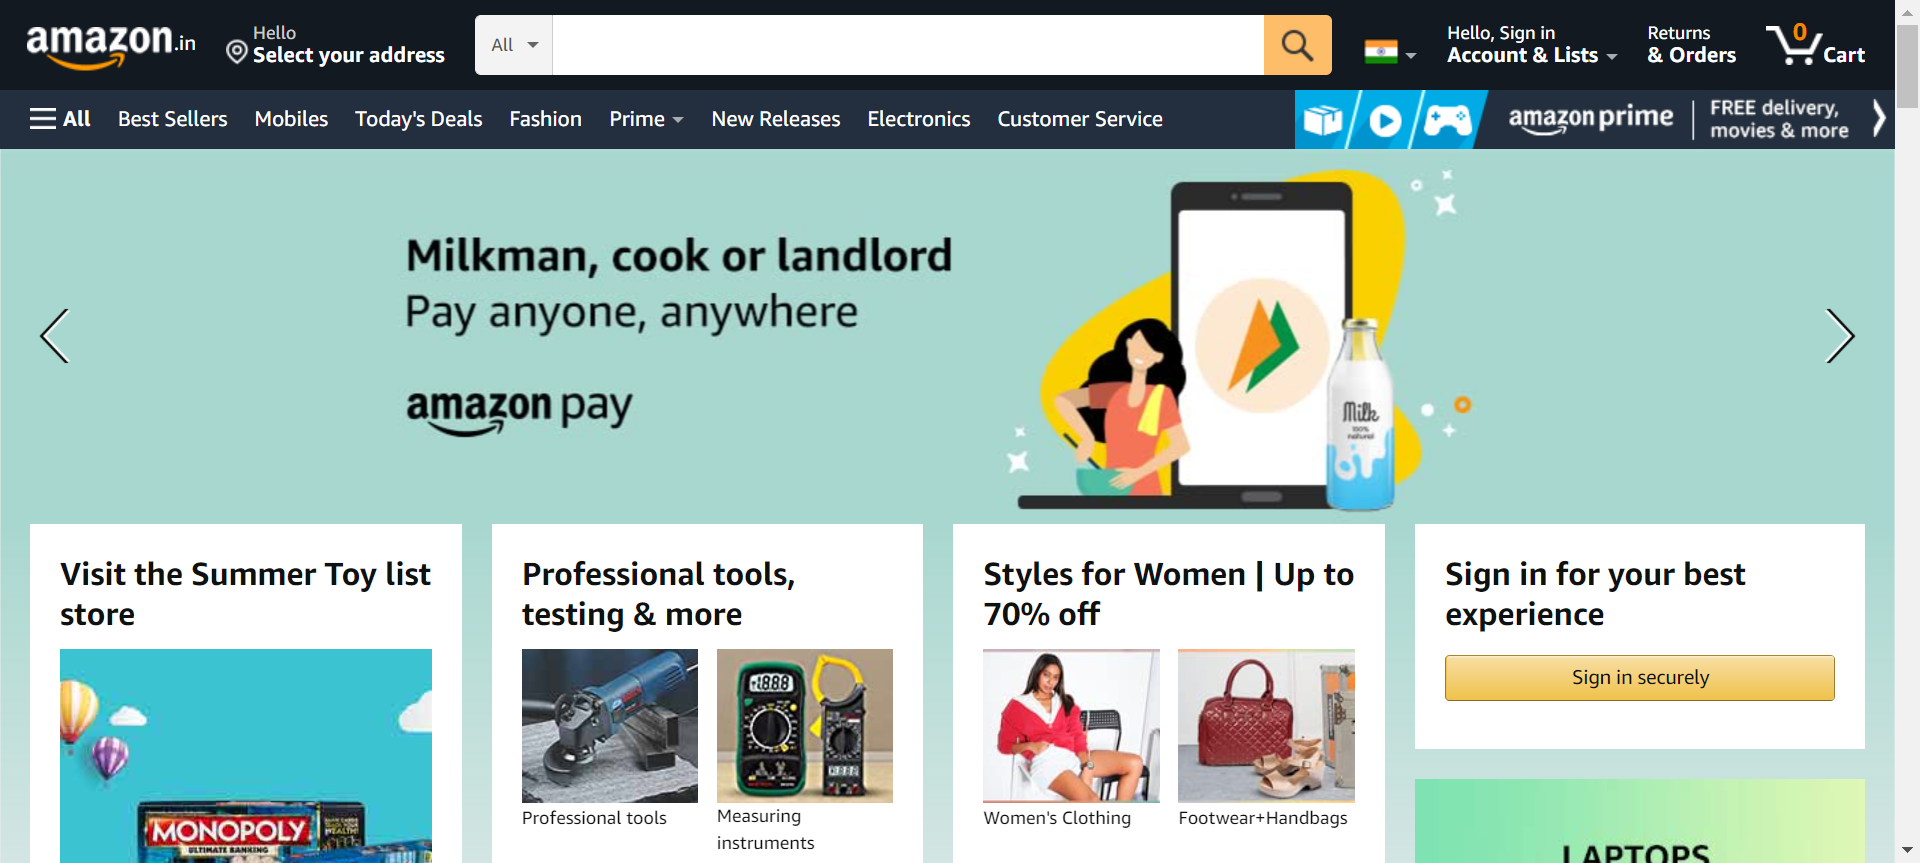 amazon.in
Hello
Select your address
All
Hello, Sign in
Account & Lists
Returns
& Orders
0
Cart
All
Best Sellers
Mobiles
Today's Deals
Fashion
Prime
New Releases
Electronics
Customer Service
amazon prime
FREE delivery,
movies & more
Milkman, cook or landlord
Pay anyone, anywhere
amazon pay
Milk
100%
natural
Visit the Summer Toy list
store
MONOPOLY
ULTIMATE BANKING
Professional tools,
testing & more
Professional tools
Measuring
instruments
Styles for Women | Up to
70% off
Women's Clothing
Footwear+Handbags
Sign in for your best
experience
Sign in securely
LAPTOPS